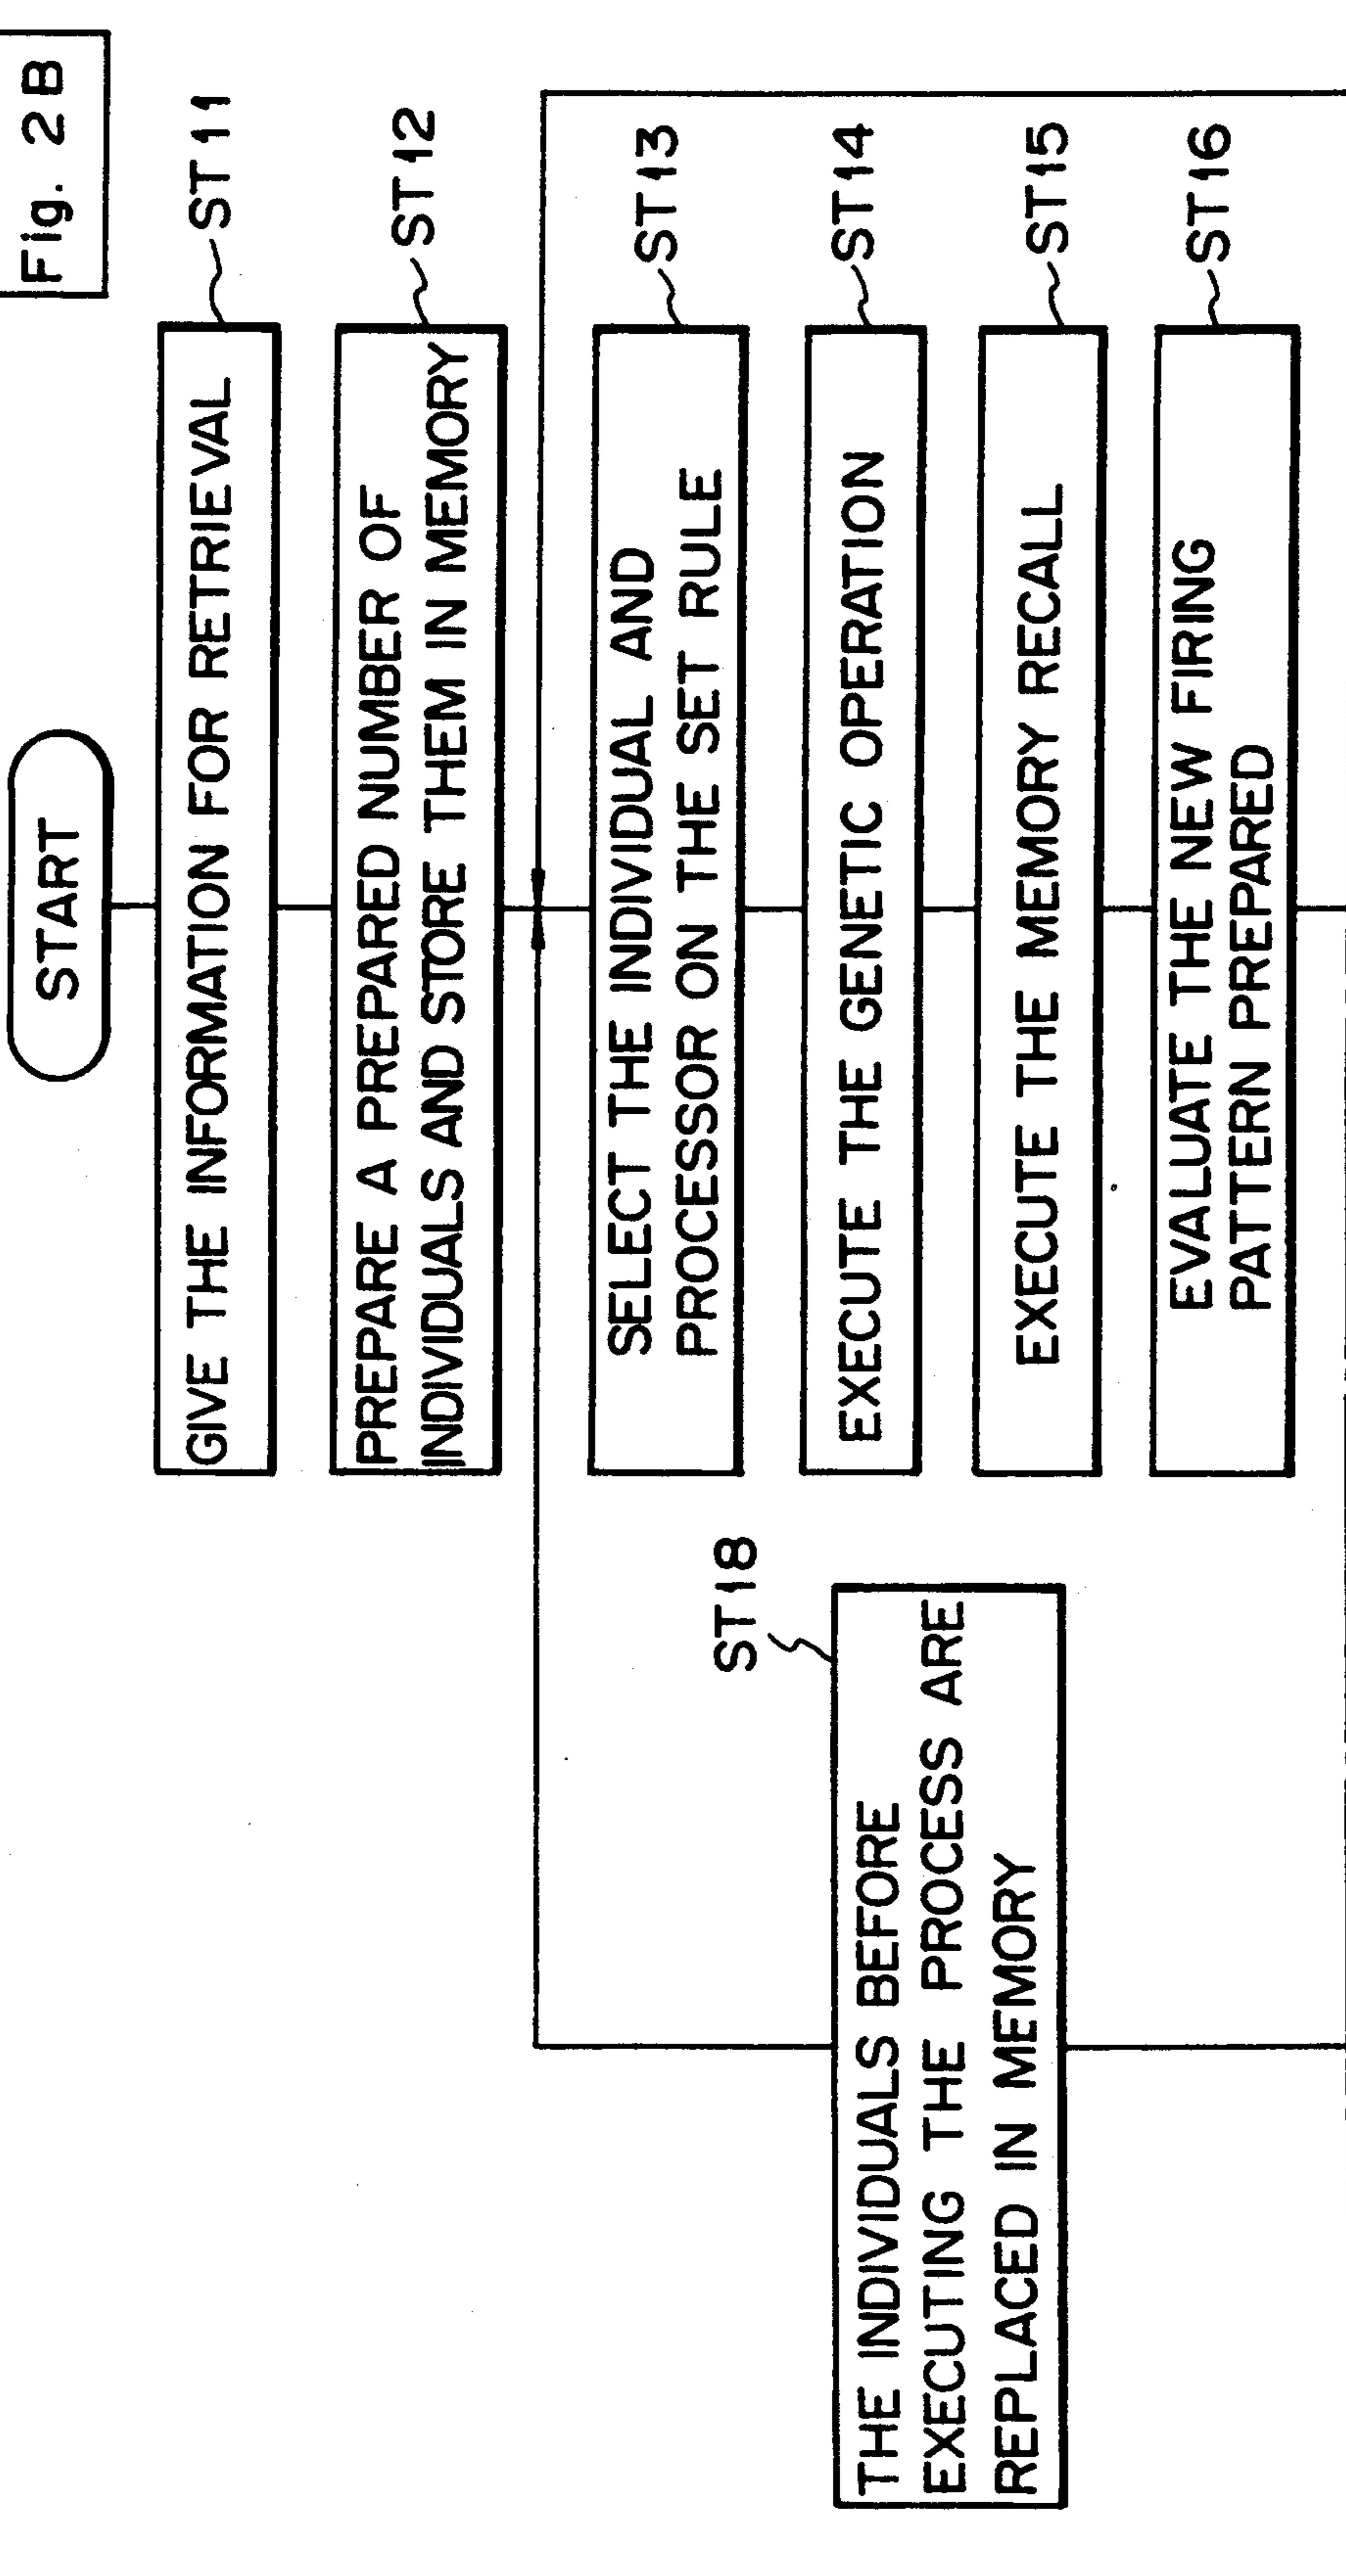 Fig. 2B
START
GIVE THE INFORMATION FOR RETRIEVAL
ST11
PREPARE A PREPARED NUMBER OF
INDIVIDUALS AND STORE THEM IN MEMORY
ST12
SELECT THE INDIVIDUAL AND
PROCESSOR ON THE SET RULE
ST13
EXECUTE THE GENETIC OPERATION
ST14
EXECUTE THE MEMORY RECALL
ST15
EVALUATE THE NEW FIRING
PATTERN PREPARED
ST16
ST18
THE INDIVIDUALS BEFORE
EXECUTING THE PROCESS ARE
REPLACED IN MEMORY